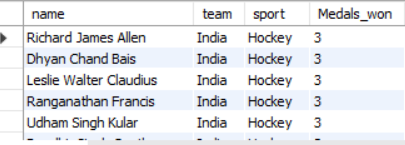 name team sport Medals_won
Richard James Allen India Hockey 3
Dhyan Chand Bais India Hockey 3
Leslie Walter Claudius India Hockey 3
Ranganathan Francis India Hockey 3
Udham Singh Kular India Hockey 3